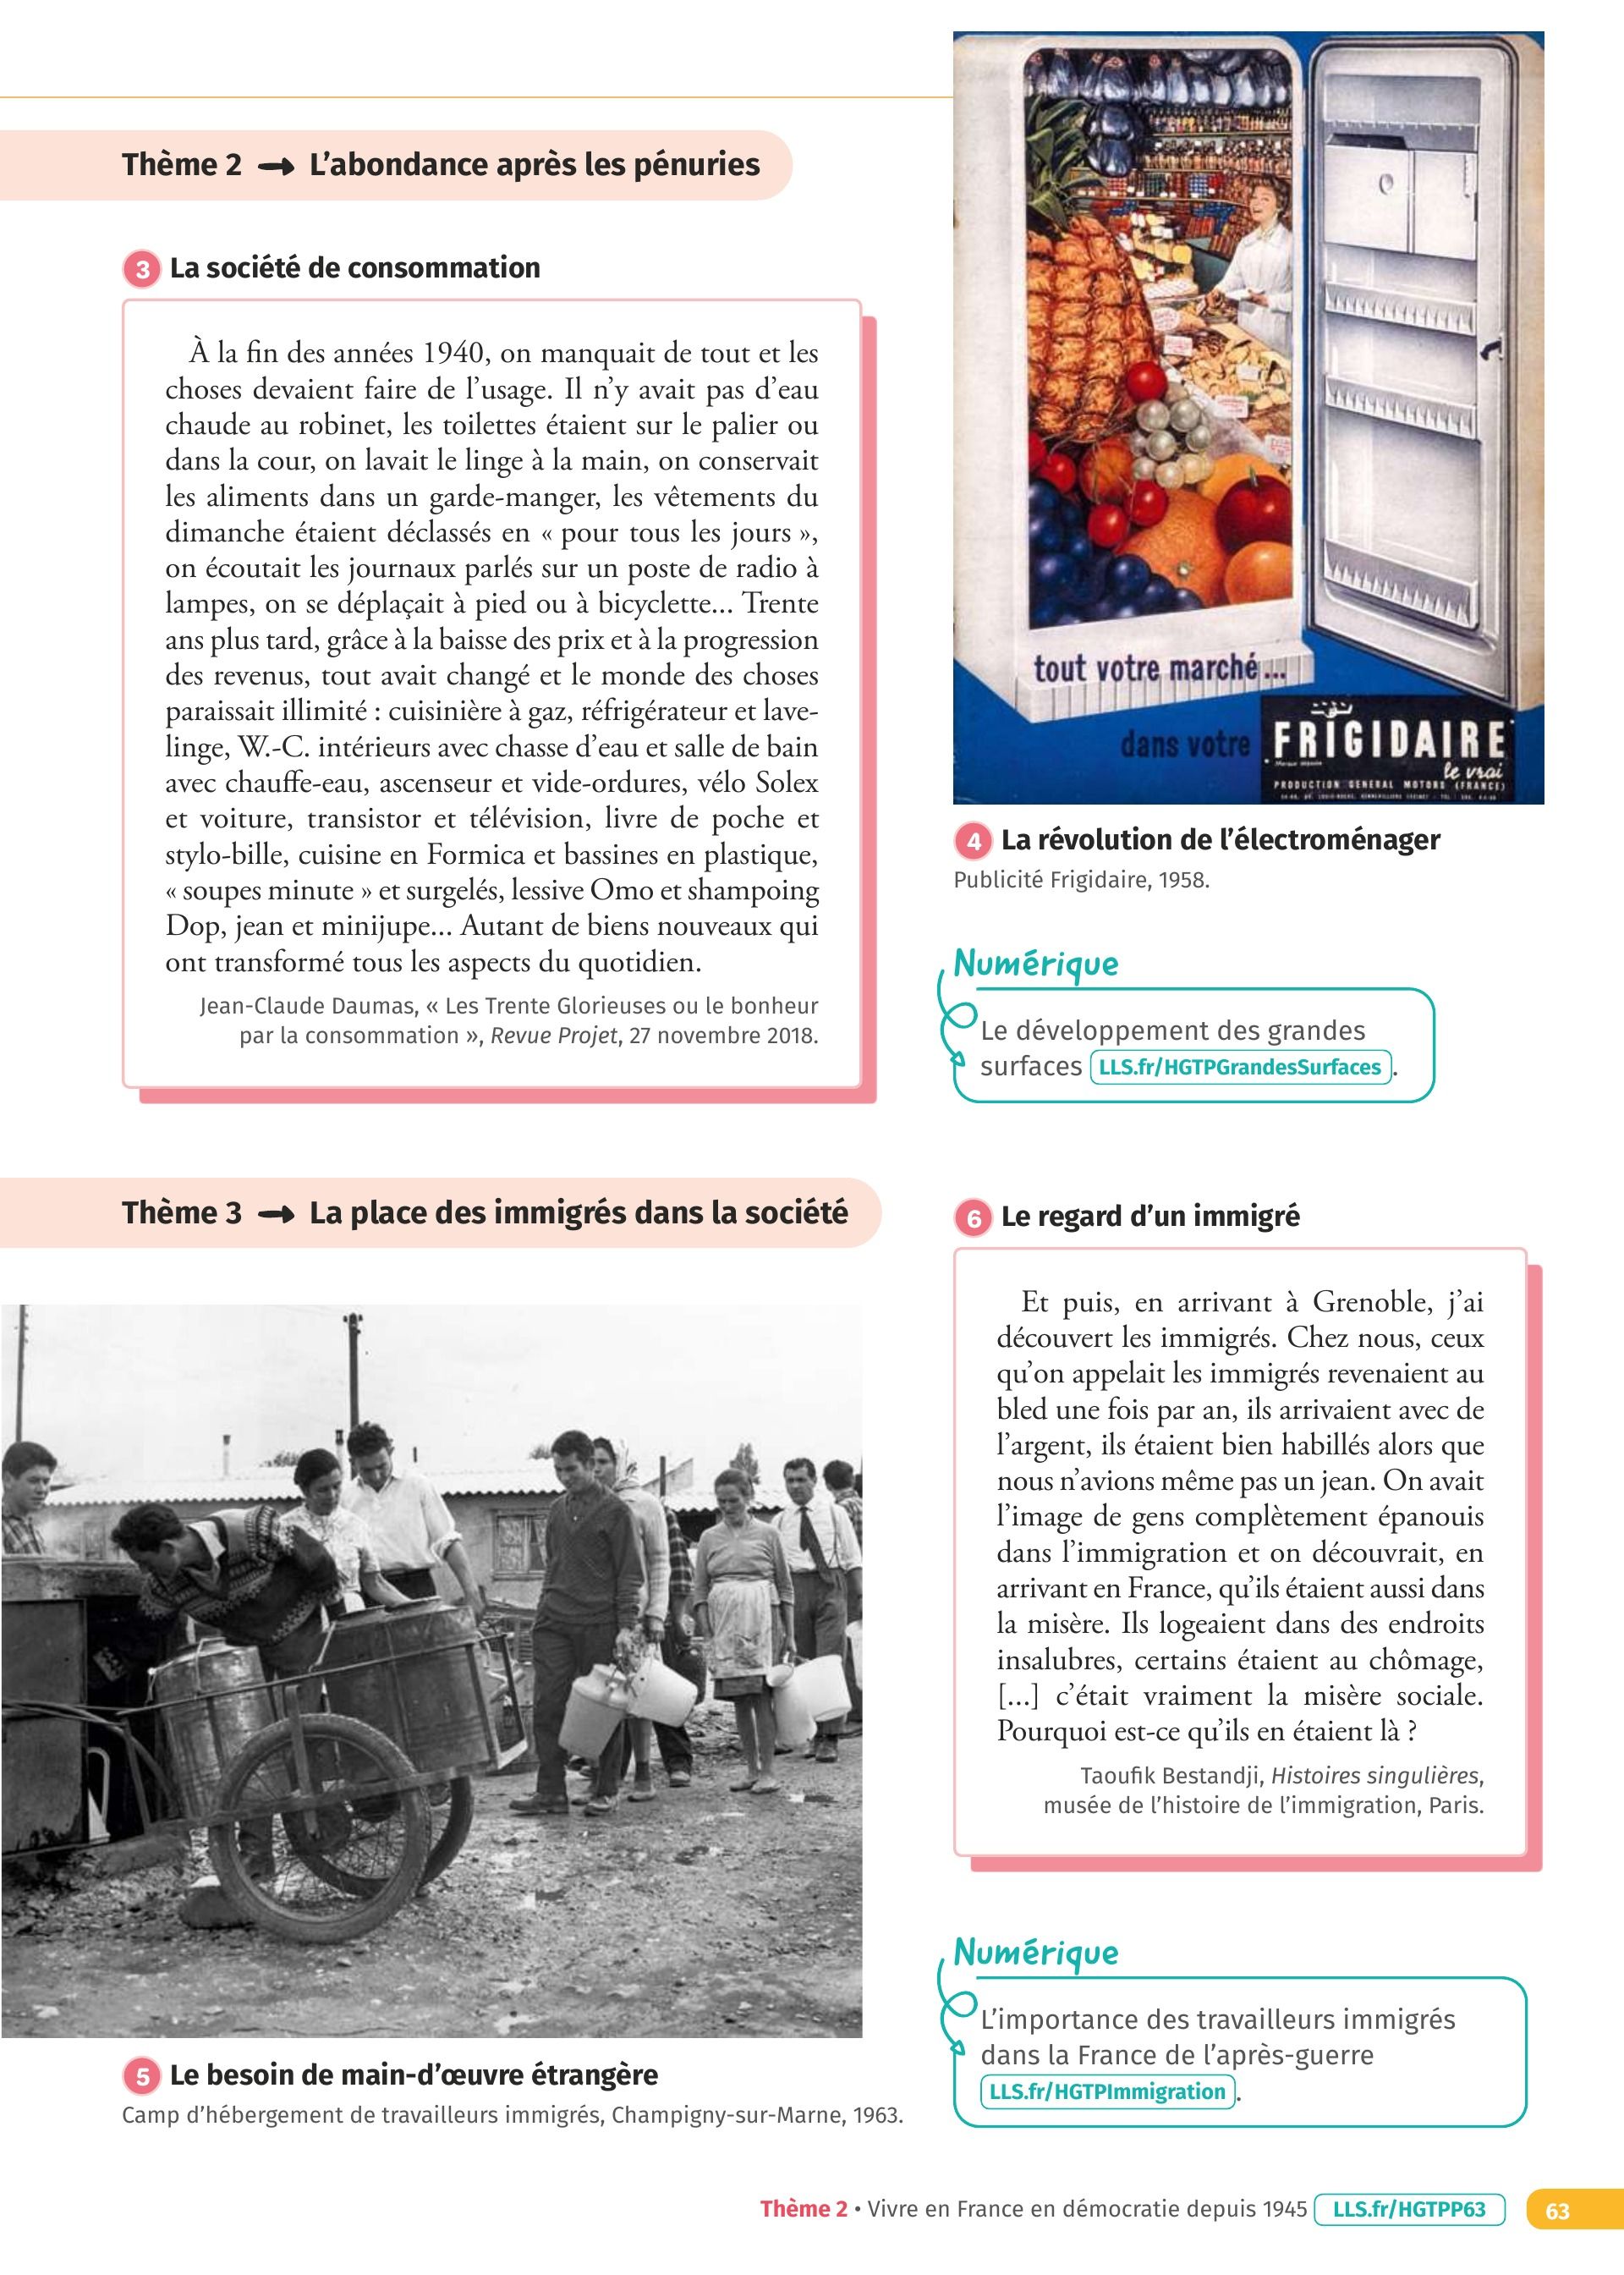 Thème 2 → L'abondance après les pénuries
3 La société de consommation
À la fin des années 1940, on manquait de tout et les
choses devaient faire de l'usage. Il n'y avait pas d'eau
chaude au robinet, les toilettes étaient sur le palier ou
dans la cour, on lavait le linge à la main, on conservait
les aliments dans un garde-manger, les vêtements du
dimanche étaient déclassés en « pour tous les jours »,
on écoutait les journaux parlés sur un poste de radio à
lampes, on se déplaçait à pied ou à bicyclette... Trente
ans plus tard, grâce à la baisse des prix et à la progression
des revenus, tout avait changé et le monde des choses
paraissait illimité : cuisinière à gaz, réfrigérateur et lave-
linge, W.-C. intérieurs avec chasse d'eau et salle de bain
avec chauffe-eau, ascenseur et vide-ordures, vélo Solex
et voiture, transistor et télévision, livre de poche et
stylo-bille, cuisine en Formica et bassines en plastique,
« soupes minute » et surgelés, lessive Omo et shampoing
Dop, jean et minijupe... Autant de biens nouveaux qui
ont transformé tous les aspects du quotidien.
Jean-Claude Daumas, « Les Trente Glorieuses ou le bonheur
par la consommation », Revue Projet, 27 novembre 2018.
tout votre marché...
dans votre
FRIGIDAIRE
Marque déposée
le vrai
PRODUCTION GENERAL MOTORS (FRANCE)
4 La révolution de l'électroménager
Publicité Frigidaire, 1958.
Numérique
Le développement des grandes
surfaces LLS.fr/HGTPGrandesSurfaces.
Thème 3 → La place des immigrés dans la société
5 Le besoin de main-d'œuvre étrangère
Camp d'hébergement de travailleurs immigrés, Champigny-sur-Marne, 1963.
6 Le regard d'un immigré
Et puis, en arrivant à Grenoble, j'ai
découvert les immigrés. Chez nous, ceux
qu'on appelait les immigrés revenaient au
bled une fois par an, ils arrivaient avec de
l'argent, ils étaient bien habillés alors que
nous n'avions même pas un jean. On avait
l'image de gens complètement épanouis
dans l'immigration et on découvrait, en
arrivant en France, qu'ils étaient aussi dans
la misère. Ils logeaient dans des endroits
insalubres, certains étaient au chômage,
[...] c'était vraiment la misère sociale.
Pourquoi est-ce qu'ils en étaient là ?
Taoufik Bestandji, Histoires singulières,
musée de l'histoire de l'immigration, Paris.
Numérique
L'importance des travailleurs immigrés
dans la France de l'après-guerre
LLS.fr/HGTPImmigration.
Thème 2 • Vivre en France en démocratie depuis 1945 LLS.fr/HGTPP63 63